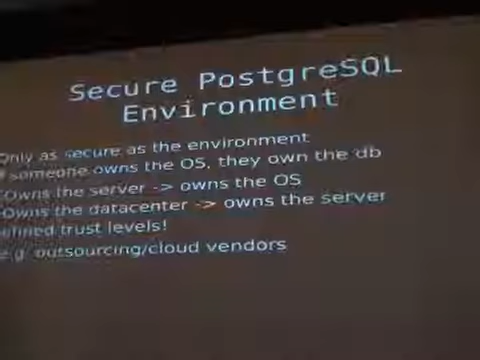 Secure PostgreSQL
Environment
Only as secure as the environment
someone owns the OS, they own the db
Owns the server -> owns the OS
Owns the datacenter -> owns the server
trust levels!
e.g. outsourcing/cloud vendors